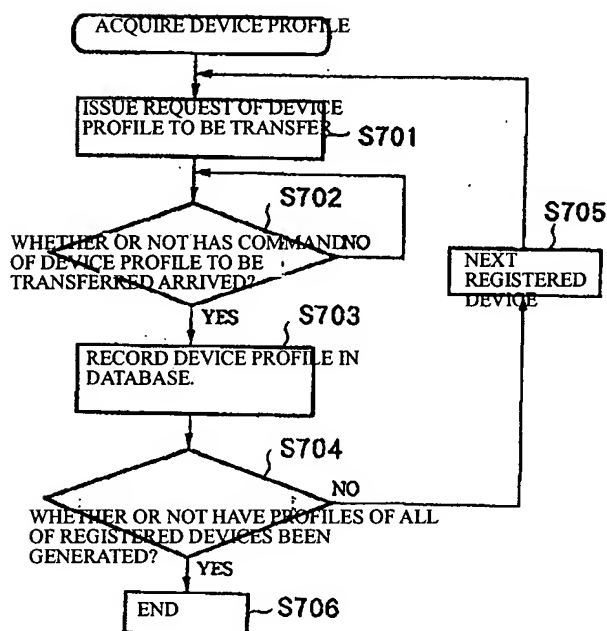 ACQUIRE DEVICE PROFILE
ISSUE REQUEST OF DEVICE
PROFILE TO BE TRANSFER
S701
S702
WHETHER OR NOT HAS COMMAND
OF DEVICE PROFILE TO BE
TRANSFERRED ARRIVED?
NO
S705
NEXT
REGISTERED
DEVICE
YES
S703
RECORD DEVICE PROFILE IN
DATABASE.
S704
NO
WHETHER OR NOT HAVE PROFILES OF ALL
OF REGISTERED DEVICES BEEN
GENERATED?
YES
END
S706